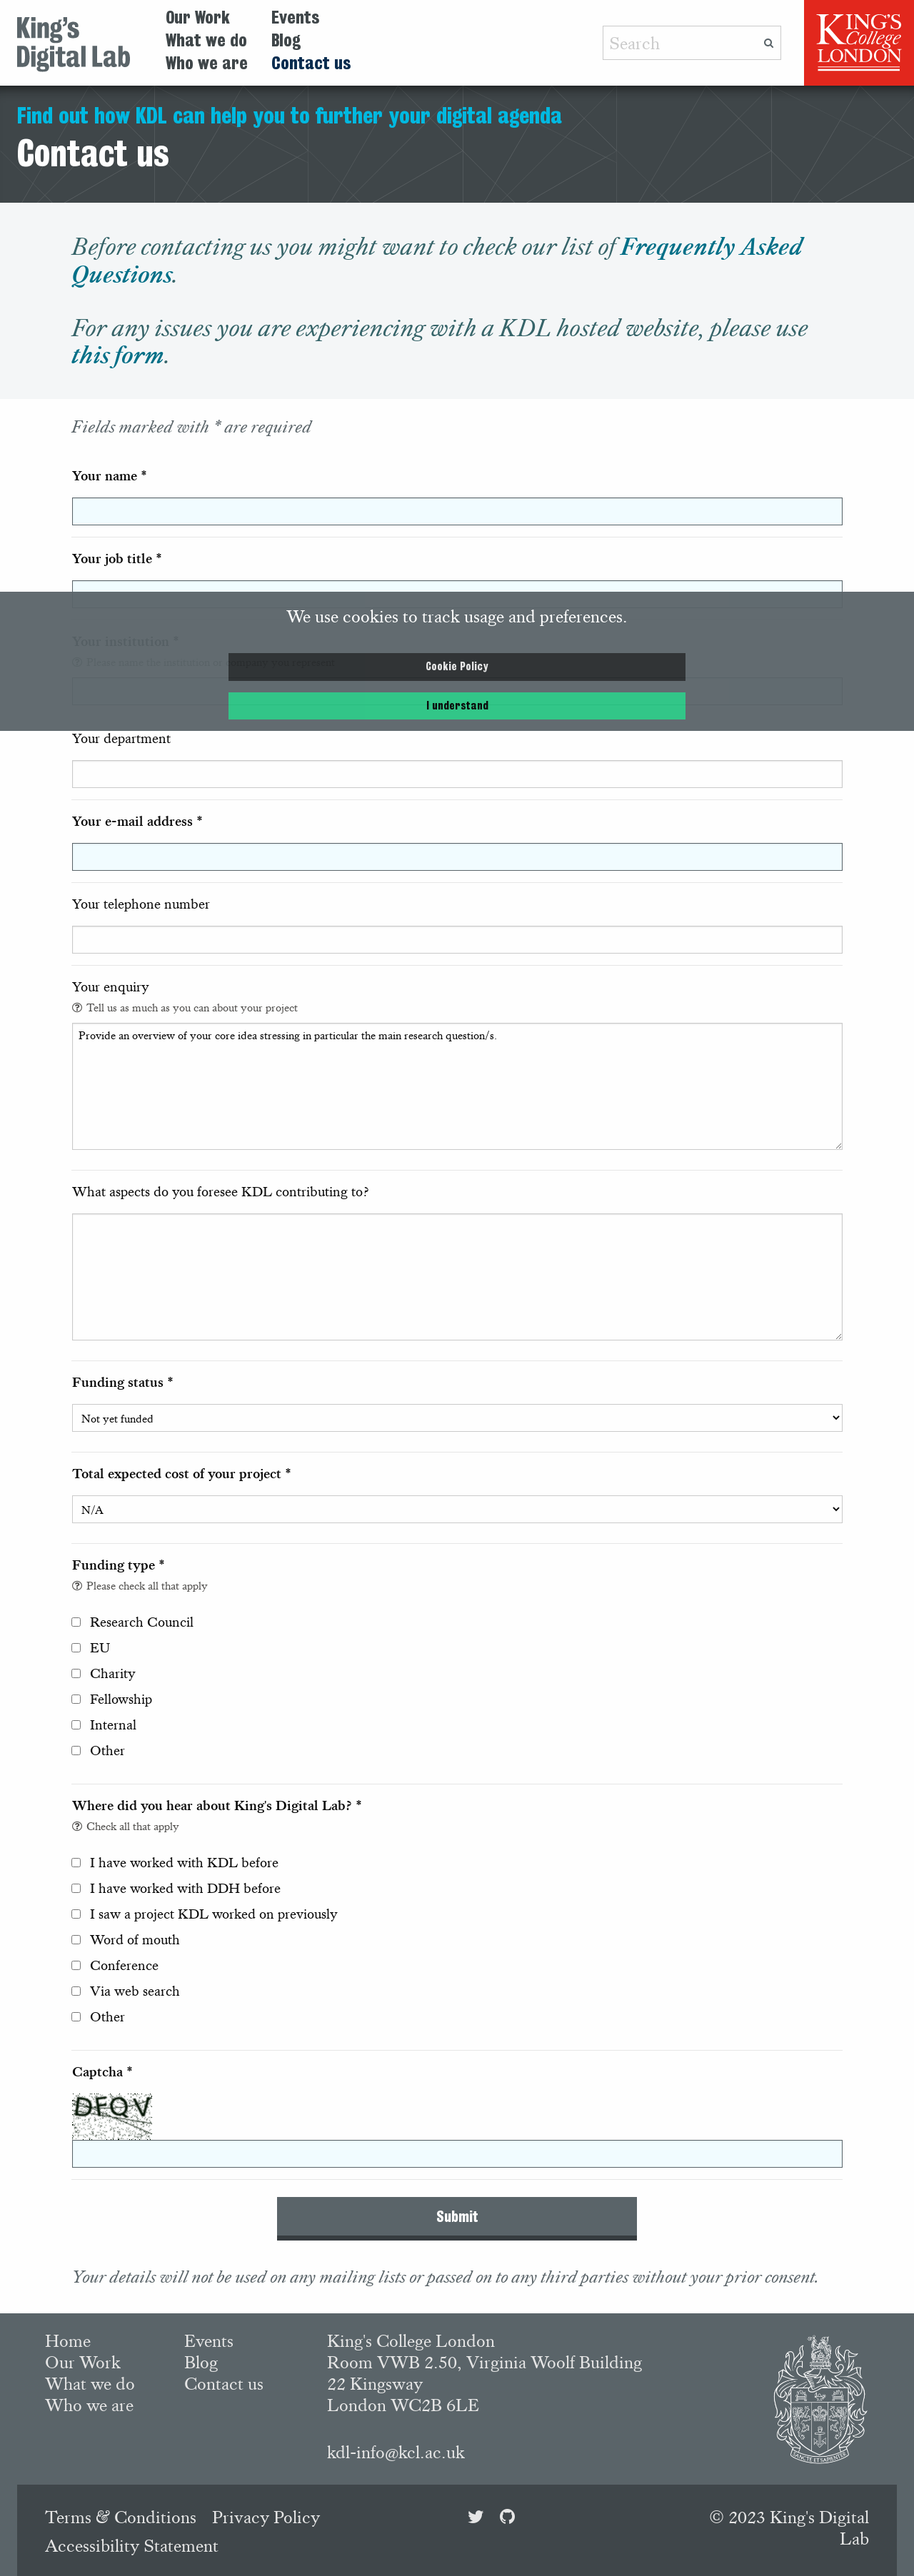 King's
Digital Lab
Our Work
What we do
Who we are
Events
Blog
Contact us
Search
KING'S
College
LONDON
Find out how KDL can help you to further your digital agenda
Contact us
Before contacting us you might want to check our list of Frequently Asked
Questions.
For any issues you are experiencing with a KDL hosted website, please use
this form.
Fields marked with * are required
Your name *
Your job title *
We use cookies to track usage and preferences.
Your institution *
Cookie Policy
I understand
Your department
Your e-mail address *
Your telephone number
Your enquiry
Tell us as much as you can about your project
Provide an overview of your core idea stressing in particular the main research question/s.
What aspects do you foresee KDL contributing to?
Funding status *
Not yet funded
Total expected cost of your project *
N/A
Funding type *
Please check all that apply
Research Council
EU
Charity
Fellowship
Internal
Other
Where did you hear about King's Digital Lab? *
Check all that apply
I have worked with KDL before
I have worked with DDH before
I saw a project KDL worked on previously
Word of mouth
Conference
Via web search
Other
Captcha *
DFQV
Submit
Your details will not be used on any mailing lists or passed on to any third parties without your prior consent.
Home
Our Work
What we do
Who we are
Events
Blog
Contact us
King's College London
Room VWB 2.50, Virginia Woolf Building
22 Kingsway
London WC2B 6LE
kdl-info@kcl.ac.uk
SANCTE ET SAPIENTER
Terms & Conditions Privacy Policy
Accessibility Statement
© 2023 King's Digital
Lab